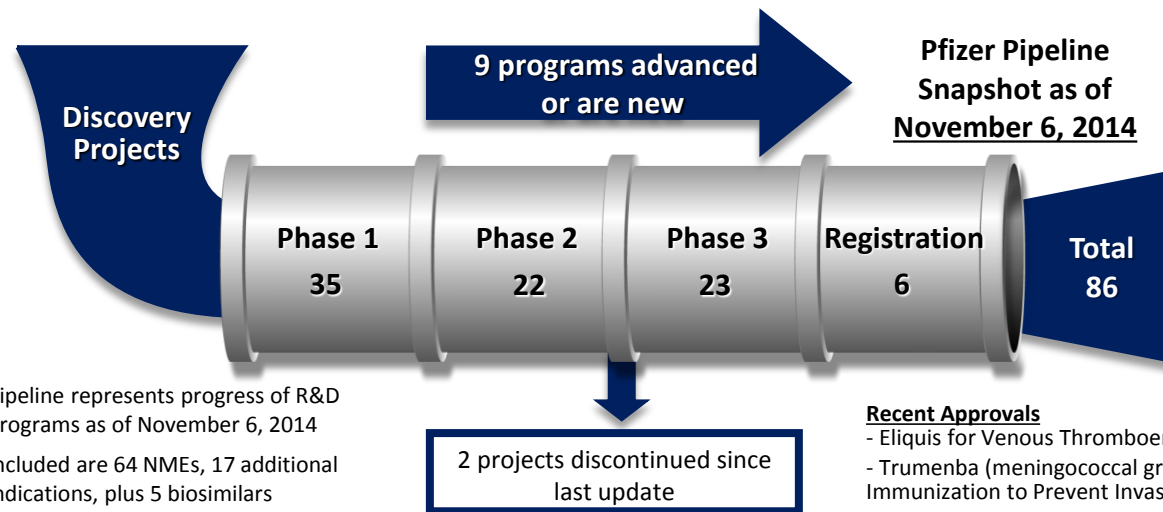 Discovery
Projects
9 programs advanced
or are new
Pfizer Pipeline
Snapshot as of
November 6, 2014
Phase 1
35
Phase 2
22
Phase 3
23
Registration
6
Total
86
ipeline represents progress of R&D
rograms as of November 6, 2014
ncluded are 64 NMEs, 17 additional
ndications, plus 5 biosimilars
2 projects discontinued since
last update
Recent Approvals
- Eliquis for Venous Thromboe
- Trumenba (meningococcal gr
Immunization to Prevent Invas